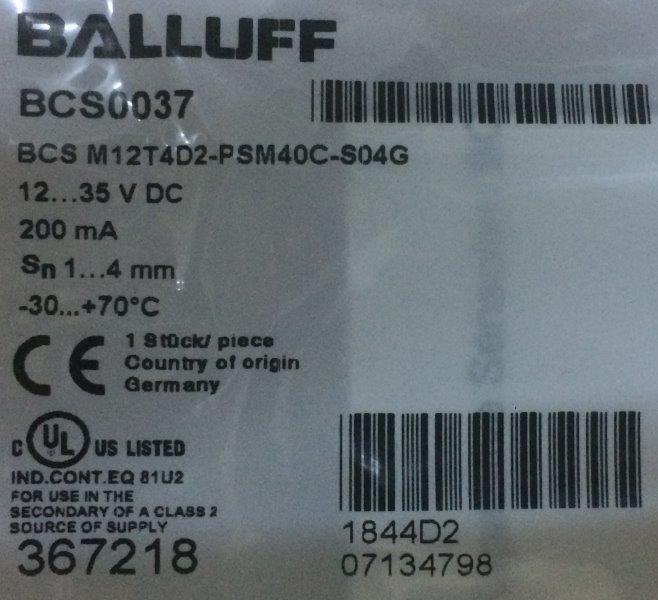 BALLUFF
BCS0037
BCS M12T4D2-PSM40C-S04G
12...35 V DC
200 mA
Sn 1...4 mm
-30...+70°C
CE
1 Stück/ piece
Country of origin
Germany
C UL US LISTED
IND.CONT.EQ 81U2
FOR USE IN THE
SECONDARY OF A CLASS 2
SOURCE OF SUPPLY
367218
1844D2
07134798